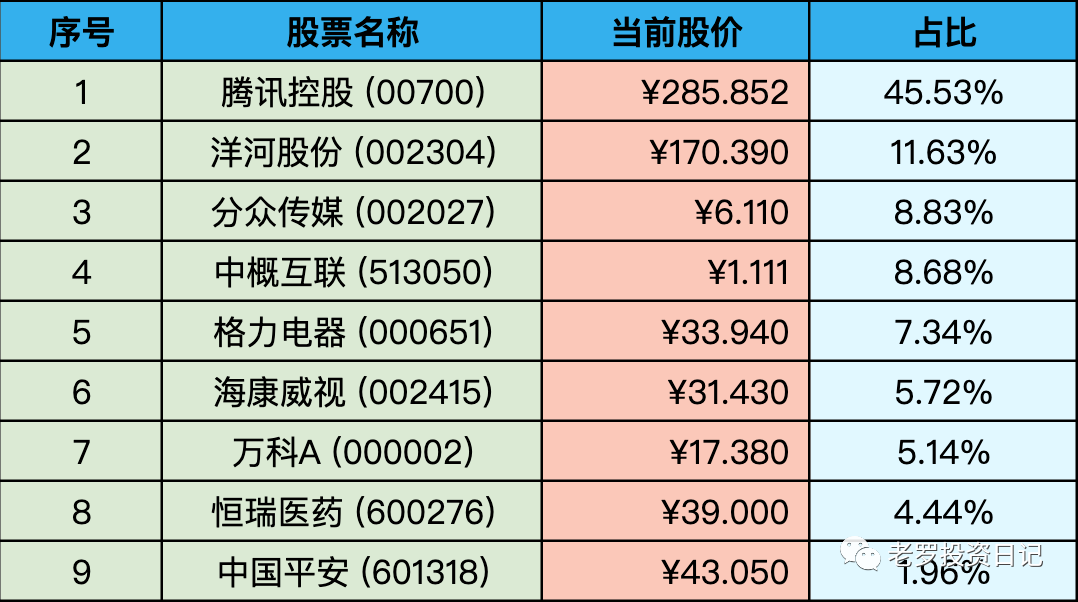 序号 股票名称 当前股价 占比
1 腾讯控股 (00700) ¥285.852 45.53%
2 洋河股份 (002304) ¥170.390 11.63%
3 分众传媒 (002027) ¥6.110 8.83%
4 中概互联 (513050) ¥1.111 8.68%
5 格力电器 (000651) ¥33.940 7.34%
6 海康威视 (002415) ¥31.430 5.72%
7 万科A (000002) ¥17.380 5.14%
8 恒瑞医药 (600276) ¥39.000 4.44%
9 中国平安 (601318) ¥43.050 1.96%
老罗投资日记